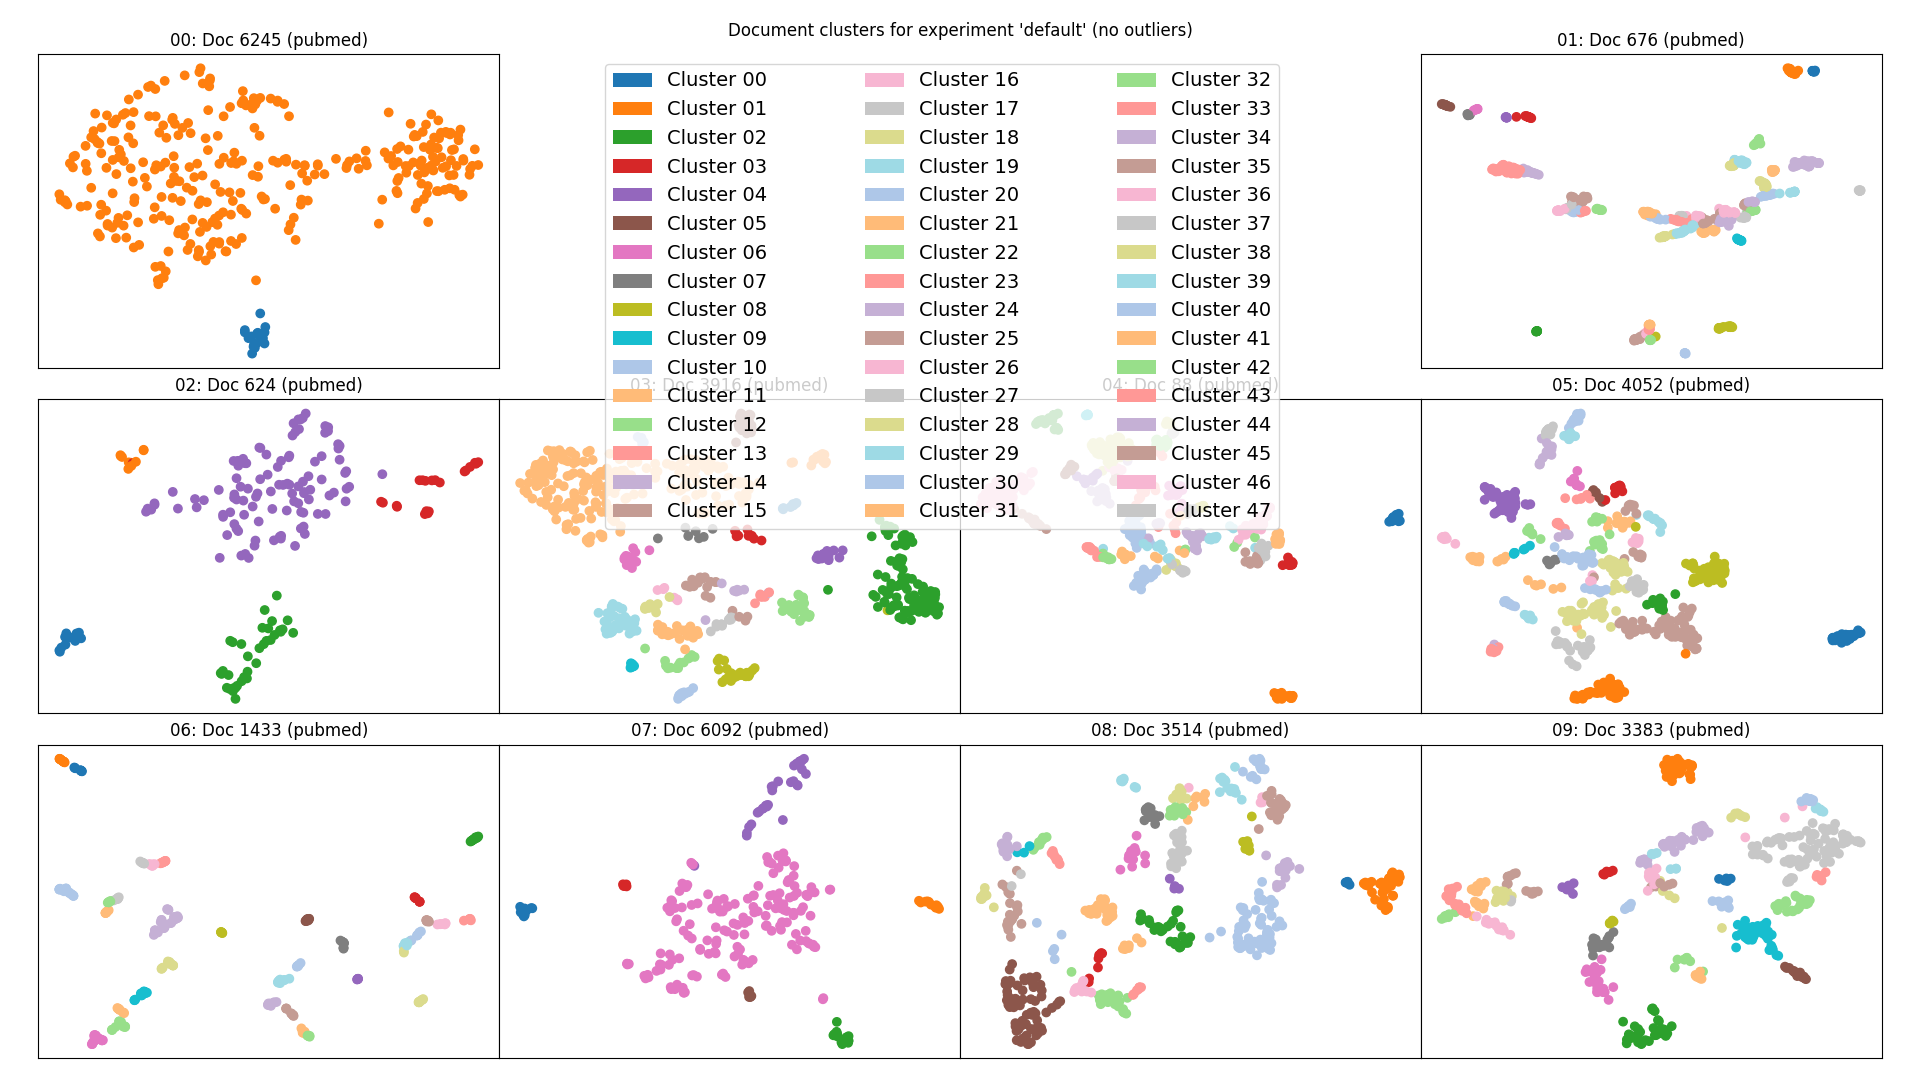 Document clusters for experiment 'default' (no outliers)
00: Doc 6245 (pubmed)
01: Doc 676 (pubmed)
Cluster 00
Cluster 01
Cluster 02
Cluster 03
Cluster 04
Cluster 05
Cluster 06
Cluster 07
Cluster 08
Cluster 09
Cluster 10
Cluster 11
Cluster 12
Cluster 13
Cluster 14
Cluster 15
Cluster 16
Cluster 17
Cluster 18
Cluster 19
Cluster 20
Cluster 21
Cluster 22
Cluster 23
Cluster 24
Cluster 25
Cluster 26
Cluster 27
Cluster 28
Cluster 29
Cluster 30
Cluster 31
Cluster 32
Cluster 33
Cluster 34
Cluster 35
Cluster 36
Cluster 37
Cluster 38
Cluster 39
Cluster 40
Cluster 41
Cluster 42
Cluster 43
Cluster 44
Cluster 45
Cluster 46
Cluster 47
02: Doc 624 (pubmed)
03: Doc 3916 (pubmed)
04: Doc 88 (pubmed)
05: Doc 4052 (pubmed)
06: Doc 1433 (pubmed)
07: Doc 6092 (pubmed)
08: Doc 3514 (pubmed)
09: Doc 3383 (pubmed)